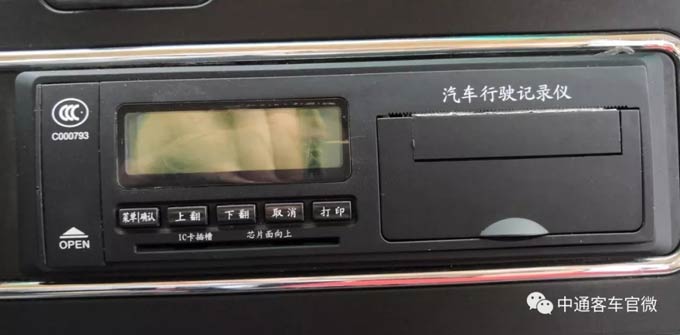 汽车行驶记录仪
CCC
C000793
菜单|确认 上翻 下翻 取消 打印
OPEN
IC卡插槽 芯片面向上
中通客车官微